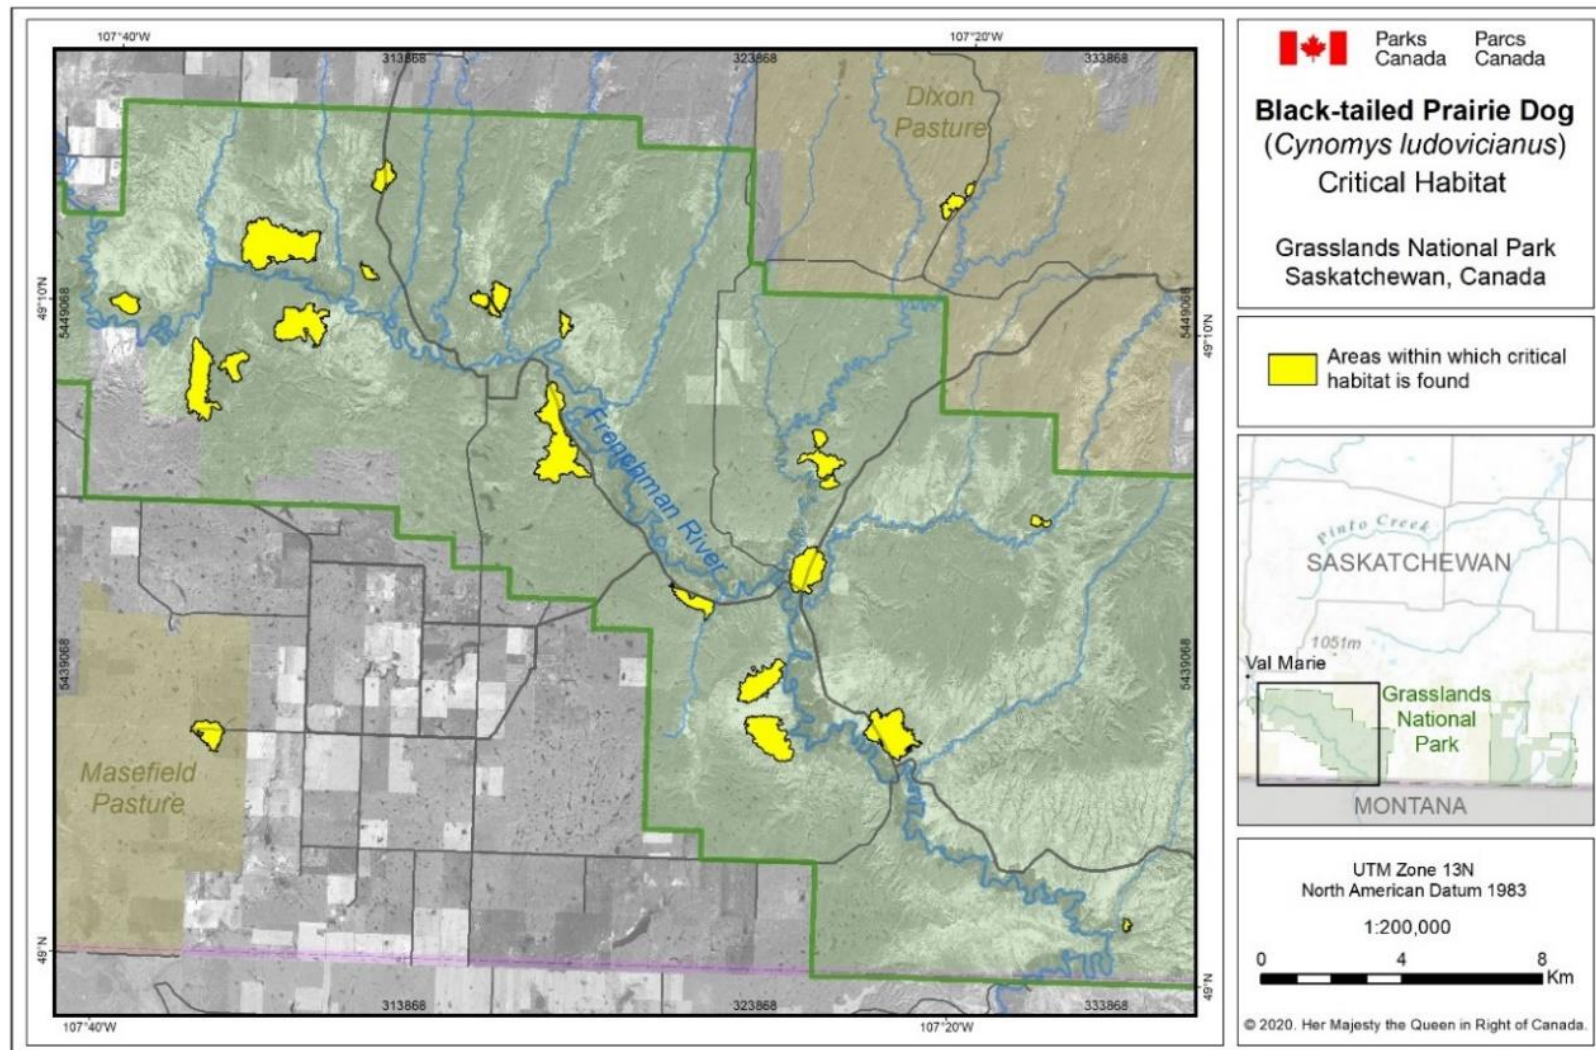 107°40'W
107°20'W
313868
323868
333868
Dixon
Pasture
49°10'N
5449068
5449068
49°10'N
Frenchman River
5439068
5439068
Masefield
Pasture
49°N
49°N
313868
323868
333868
107°40'W
107°20'W
Parks
Canada
Parcs
Canada
Black-tailed Prairie Dog
(Cynomys ludovicianus)
Critical Habitat
Grasslands National Park
Saskatchewan, Canada
Areas within which critical
habitat is found
Pinto Creek
SASKATCHEWAN
1051m
Val Marie
Grasslands
National
Park
MONTANA
UTM Zone 13N
North American Datum 1983
1:200,000
0 4 8
Km
© 2020. Her Majesty the Queen in Right of Canada.